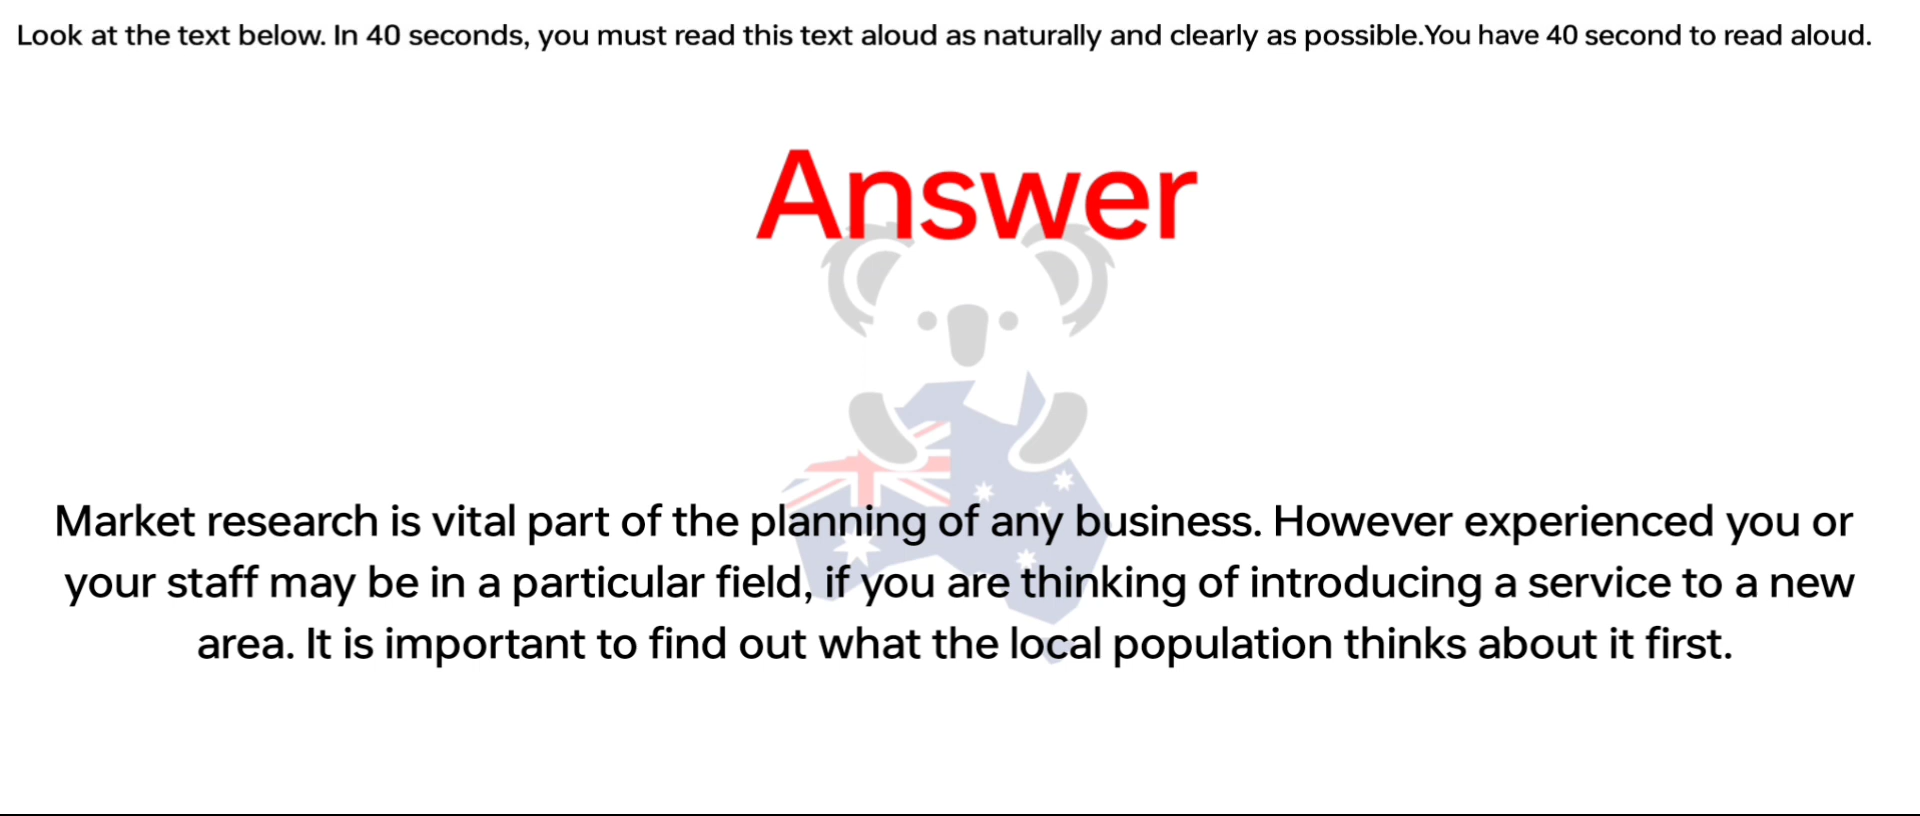 Look at the text below. In 40 seconds, you must read this text aloud as naturally and clearly as possible.You have 40 second to read aloud.
Answer
Market research is vital part of the planning of any business. However experienced you or
your staff may be in a particular field, if you are thinking of introducing a service to a new
area. It is important to find out what the local population thinks about it first.